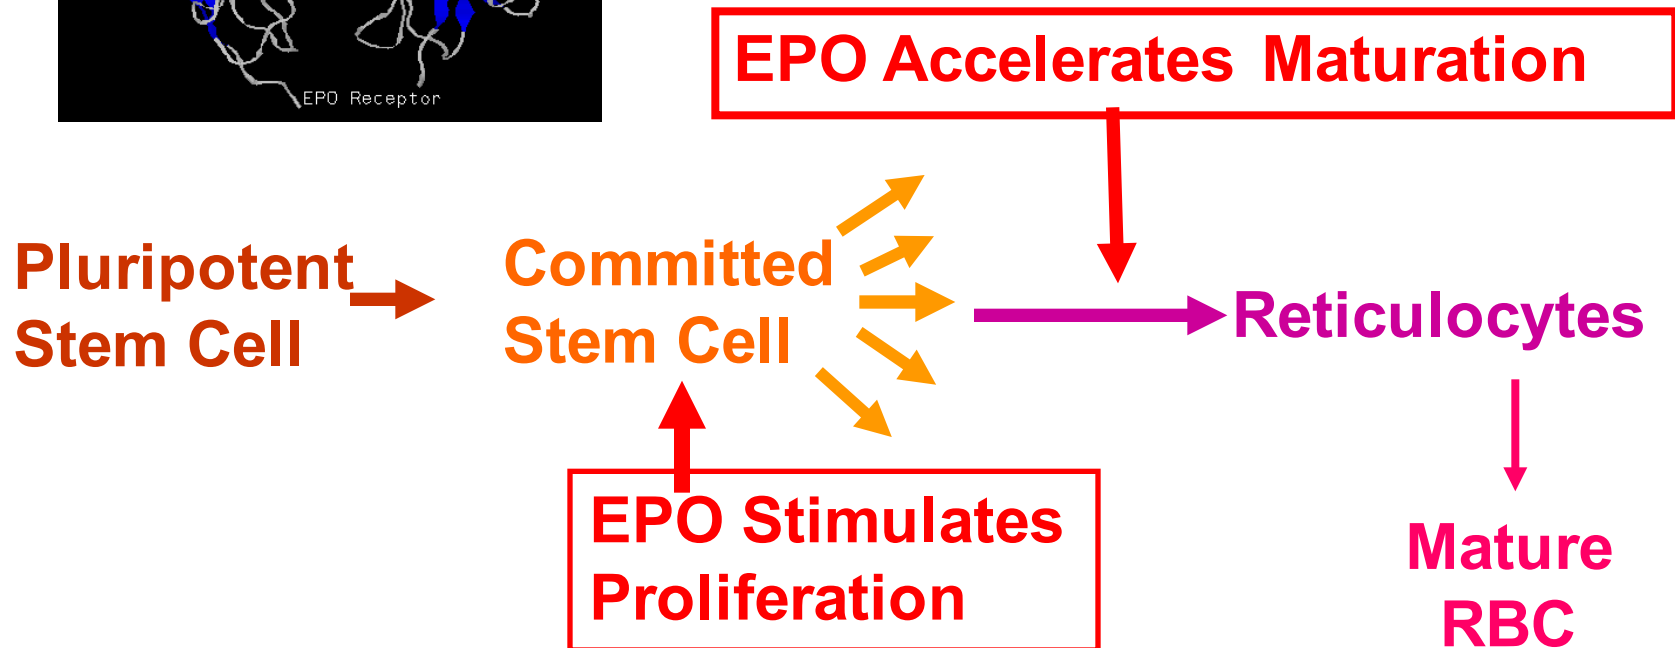 EPO Receptor
EPO Accelerates Maturation
Pluripotent
Stem Cell
Committed
Stem Cell
Reticulocytes
EPO Stimulates
Proliferation
Mature
RBC